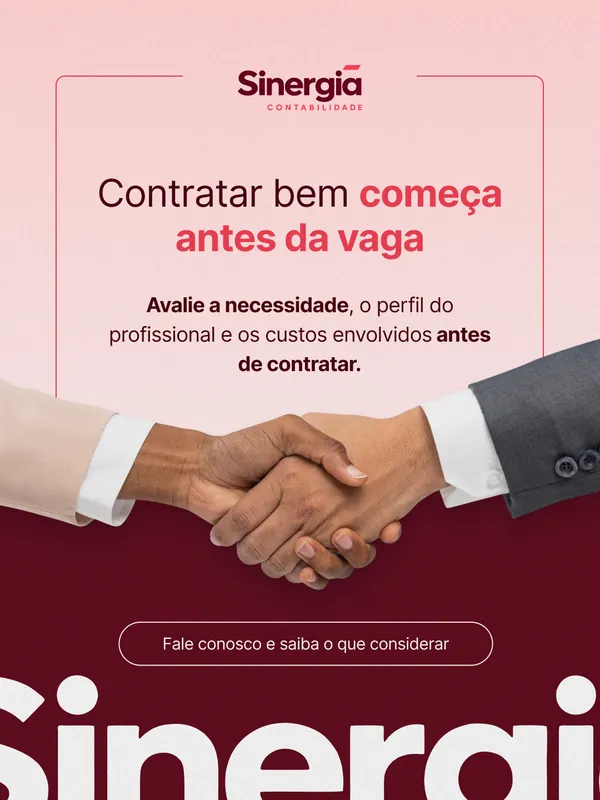 Sinergia
CONTABILIDADE
Contratar bem começa
antes da vaga
Avalie a necessidade, o perfil do
profissional e os custos envolvidos antes
de contratar.
Fale conosco e saiba o que considerar
Sinergi